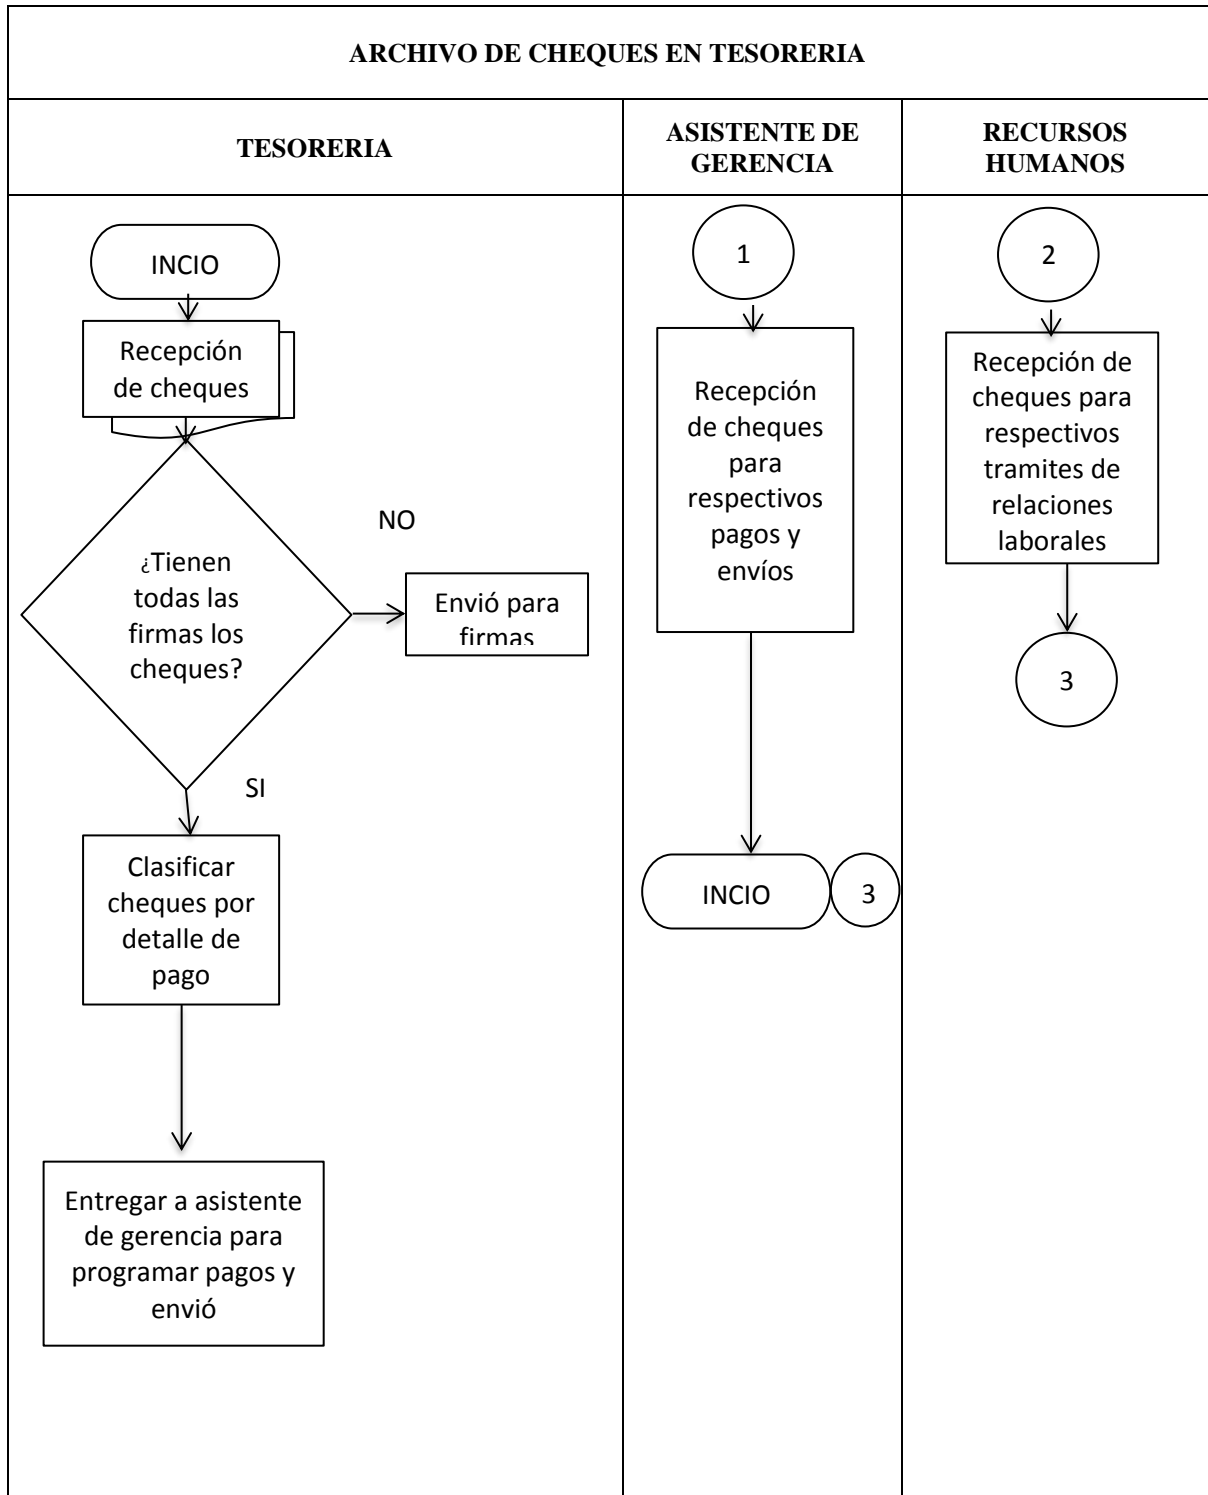 ARCHIVO DE CHEQUES EN TESORERIA
TESORERIA
ASISTENTE DE
GERENCIA
RECURSOS
HUMANOS
INCIO
Recepción
de cheques
¿Tienen
todas las
firmas los
cheques?
NO
Envió para
firmas
SI
Clasificar
cheques por
detalle de
pago
Entregar a asistente
de gerencia para
programar pagos y
envió
1
Recepción
de cheques
para
respectivos
pagos y
envíos
INCIO
3
2
Recepción de
cheques para
respectivos
tramites de
relaciones
laborales
3